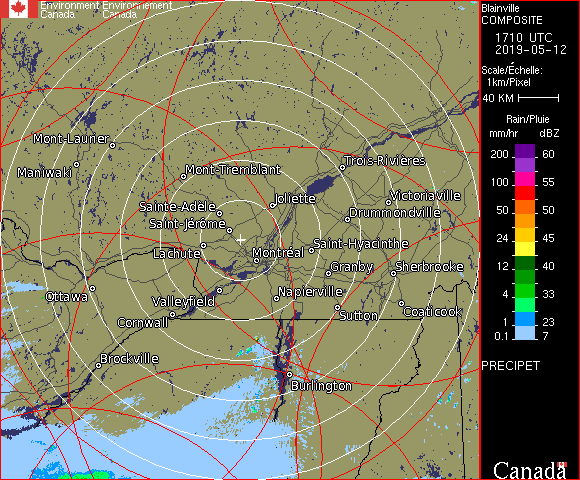 Environment Environnement
Canada Canada
Blainville
COMPOSITE
1710 UTC
2019-05-12
Scale/Échelle:
1km/Pixel
40 KM
Rain/Pluie
mm/hr dBZ
200 60
100 55
50 50
24 45
12 40
4 33
1 23
0.1 7
PRECIPET
Canada
Mont-Laurier
Maniwaki
Mont-Tremblant
Trois-Rivières
Joliette
Victoriaville
Sainte-Adèle
Drummondville
Saint-Jérôme
Lachute
Montréal
Saint-Hyacinthe
Granby
Sherbrooke
Ottawa
Valleyfield
Napierville
Cornwall
Sutton
Coaticook
Brockville
Burlington